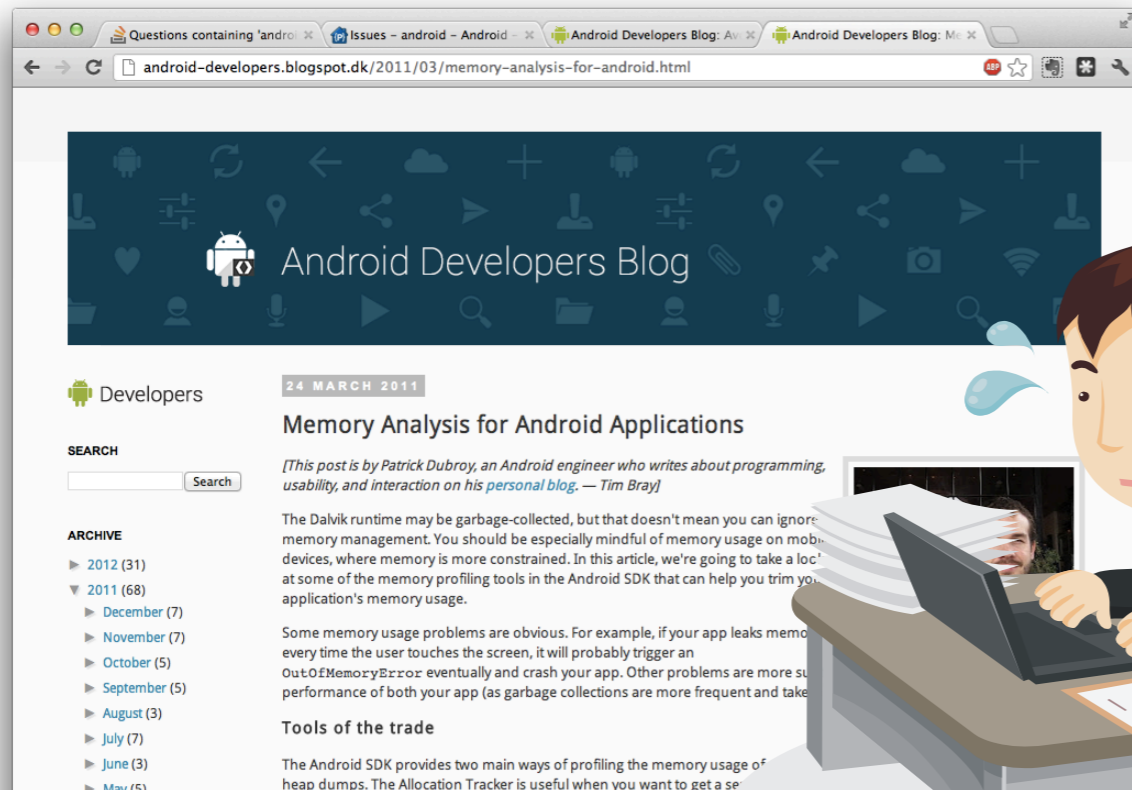 Questions containing 'androi
Issues – android – Android –
Android Developers Blog:
Android Developers Blog:
android-developers.blogspot.dk/2011/03/memory-analysis-for-android.html
ABP
Android Developers Blog
Developers
24 MARCH 2011
Memory Analysis for Android Applications
SEARCH
[This post is by Patrick Dubroy, an Android engineer who writes about programming,
usability, and interaction on his personal blog. — Tim Bray]
Search
The Dalvik runtime may be garbage-collected, but that doesn't mean you can ignore
memory management. You should be especially mindful of memory usage on
devices, where memory is more constrained. In this article, we're going to take a
at some of the memory profiling tools in the Android SDK that can help you trim
application's memory usage.
ARCHIVE
2012 (31)
2011 (68)
December (7)
November (7)
October (5)
September (5)
August (3)
July (7)
June (3)
May (5)
Some memory usage problems are obvious. For example, if your app leaks
every time the user touches the screen, it will probably trigger an
OutOfMemoryError eventually and crash your app. Other problems are more
performance of both your app (as garbage collections are more frequent and take
Tools of the trade
The Android SDK provides two main ways of profiling the memory usage of
heap dumps. The Allocation Tracker is useful when you want to get a